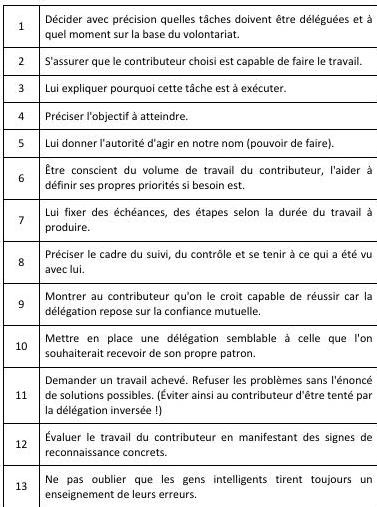 1
Décider avec précision quelles tâches doivent être déléguées et à
quel moment sur la base du volontariat.
2
S'assurer que le contributeur choisi est capable de faire le travail.
3
Lui expliquer pourquoi cette tâche est à exécuter.
4
Préciser l'objectif à atteindre.
5
Lui donner l'autorité d'agir en notre nom (pouvoir de faire).
6
Être conscient du volume de travail du contributeur, l'aider à
définir ses propres priorités si besoin est.
7
Lui fixer des échéances, des étapes selon la durée du travail à
produire.
8
Préciser le cadre du suivi, du contrôle et se tenir à ce qui a été vu
avec lui.
9
Montrer au contributeur qu'on le croit capable de réussir car la
délégation repose sur la confiance mutuelle.
10
Mettre en place une délégation semblable à celle que l'on
souhaiterait recevoir de son propre patron.
11
Demander un travail achevé. Refuser les problèmes sans l'énoncé
de solutions possibles. (Éviter ainsi au contributeur d'être tenté par
la délégation inversée !)
12
Évaluer le travail du contributeur en manifestant des signes de
reconnaissance concrets.
13
Ne pas oublier que les gens intelligents tirent toujours un
enseignement de leurs erreurs.